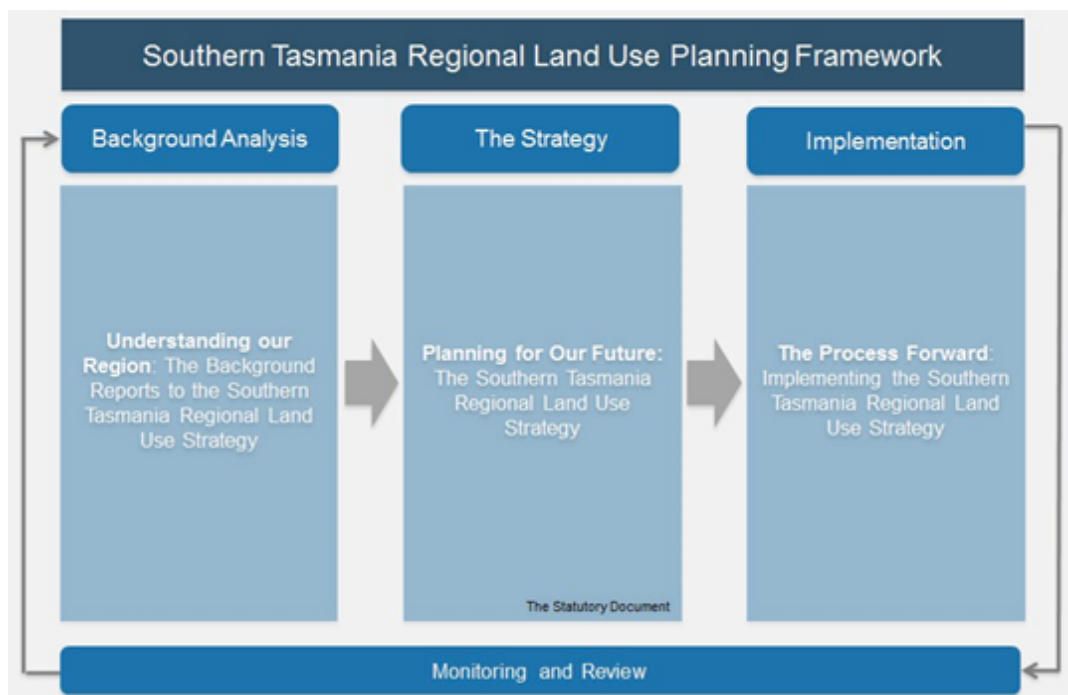 Southern Tasmania Regional Land Use Planning Framework
Background Analysis
The Strategy
Implementation
Understanding our
Region: The Background
Reports to the Southern
Tasmania Regional Land
Use Strategy
Planning for Our Future:
The Southern Tasmania
Regional Land Use
Strategy
The Statutory Document
The Process Forward:
Implementing the Southern
Tasmania Regional Land
Use Strategy
Monitoring and Review